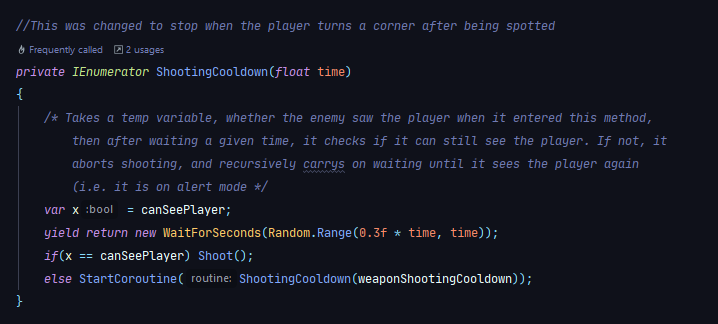 //This was changed to stop when the player turns a corner after being spotted
Frequently called 2 usages
private IEnumerator ShootingCooldown(float time)
{
/* Takes a temp variable, whether the enemy saw the player when it entered this method,
then after waiting a given time, it checks if it can still see the player. If not, it
aborts shooting, and recursively carrys on waiting until it sees the player again
(i.e. it is on alert mode */
var x :bool = canSeePlayer;
yield return new WaitForSeconds(Random.Range(0.3f * time, time));
if(x == canSeePlayer) Shoot();
else StartCoroutine( routine: ShootingCooldown(weaponShootingCooldown));
}